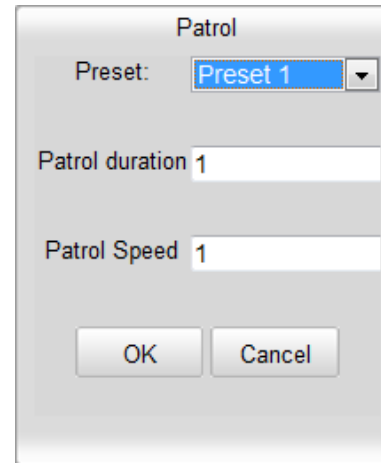 Patrol
Preset: Preset 1
Patrol duration 1
Patrol Speed 1
OK Cancel